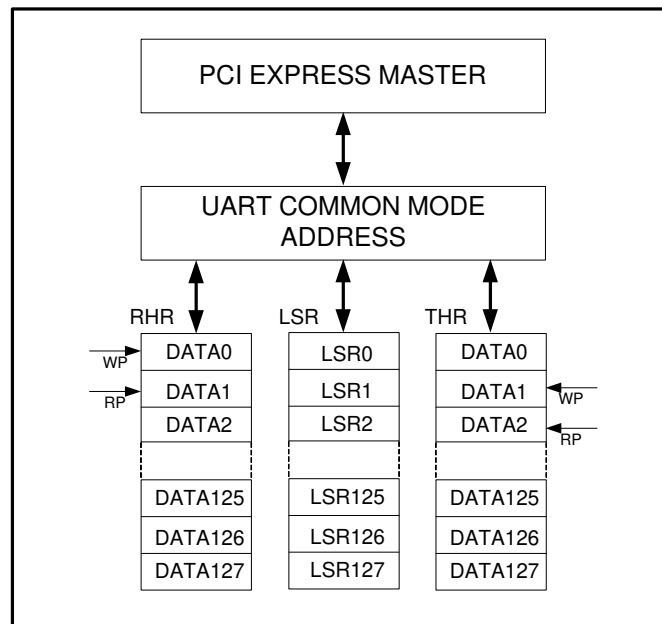 PCI EXPRESS MASTER
UART COMMON MODE
ADDRESS
RHR
LSR
THR
WP
RP
DATA0
DATA1
DATA2
DATA125
DATA126
DATA127
LSR0
LSR1
LSR2
LSR125
LSR126
LSR127
DATA0
DATA1
DATA2
DATA125
DATA126
DATA127
WP
RP